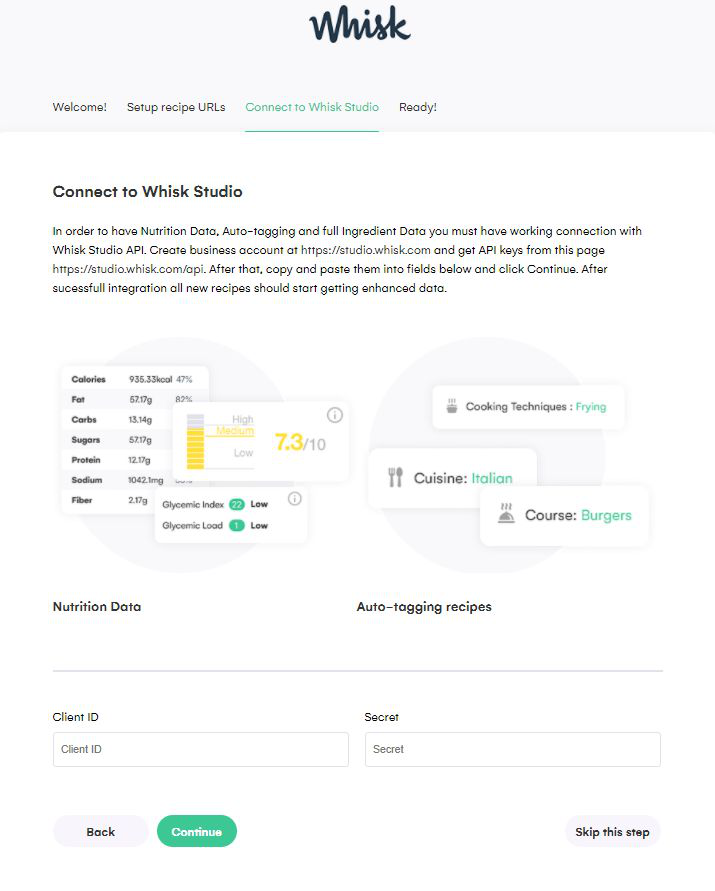 Whisk
Welcome! Setup recipe URLs Connect to Whisk Studio Ready!
Connect to Whisk Studio
In order to have Nutrition Data, Auto-tagging and full Ingredient Data you must have working connection with
Whisk Studio API. Create business account at https://studio.whisk.com and get API keys from this page
https://studio.whisk.com/api. After that, copy and paste them into fields below and click Continue. After
sucessfull integration all new recipes should start getting enhanced data.
Calories 935.33kcal 47%
Fat 57.17g 82%
Carbs 13.14g
Sugars 57.17g
Protein 12.17g
Sodium 1042.1mg
Fiber 2.17g
High
Medium
Low
7.3/10
Glycemic Index 22 Low
Glycemic Load 1 Low
Cooking Techniques : Frying
Cuisine: Italian
Course: Burgers
Nutrition Data Auto-tagging recipes
Client ID Secret
Client ID Secret
Back Continue Skip this step